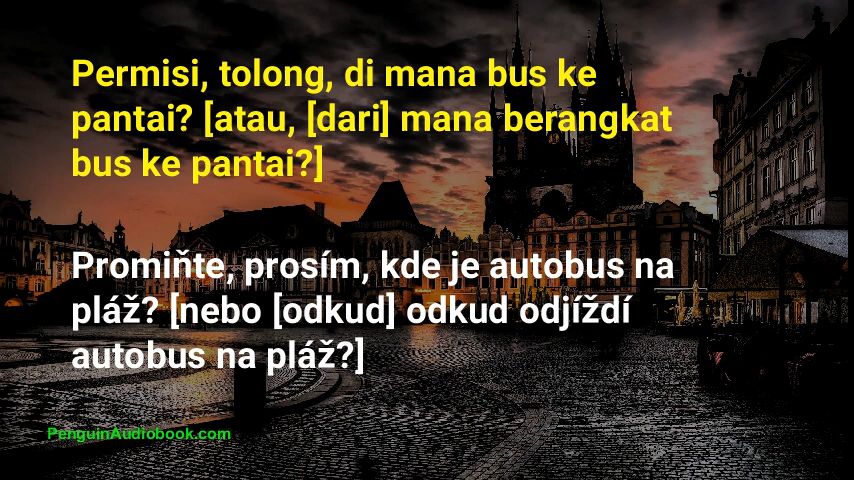 Permisi, tolong, di mana bus ke
pantai? [atau, [dari] mana berangkat
bus ke pantai?]
Promiňte, prosím, kde je autobus na
pláž? [nebo [odkud] odkud odjíždí
autobus na pláž?]
PenguinAudiobook.com